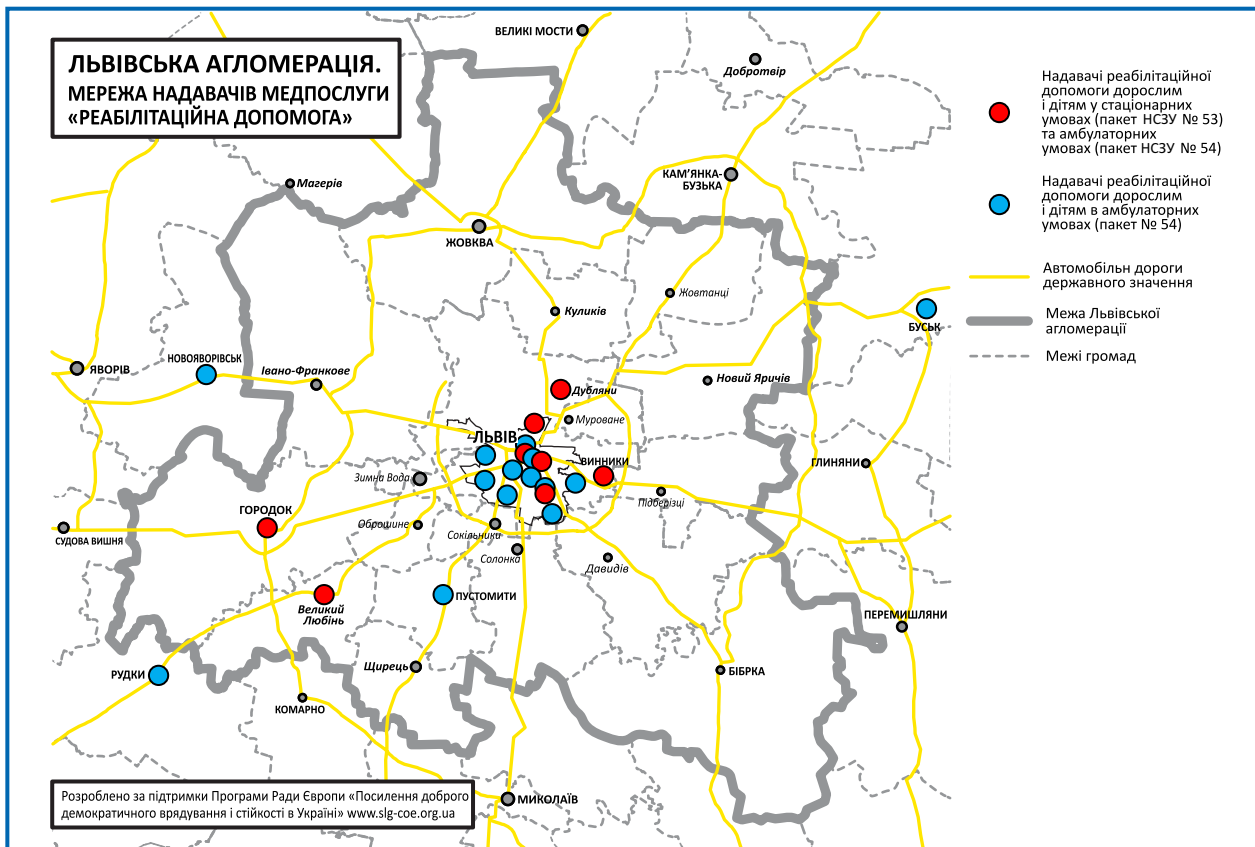 ЛЬВІВСЬКА АГЛОМЕРАЦІЯ.
МЕРЕЖА НАДАВАЧІВ МЕДПОСЛУГИ
«РЕАБІЛІТАЦІЙНА ДОПОМОГА»
ВЕЛИКІ МОСТИ
Добротвір
КАМ'ЯНКА-
БУЗЬКА
Магерів
ЖОВКВА
Жовтанці
Куликів
БУСЬК
НОВОЯВОРІВСЬК
ЯВОРІВ
Івано-Франкове
Новий Яричів
Дубляни
Муроване
ЛЬВІВ
ВИННИКИ
ГЛИНЯНИ
Зимна Вода
Підберізці
ГОРОДОК
Оброшине
СУДОВА ВИШНЯ
Сокільники
Солонка
Давидів
ПУСТОМИТИ
Великий
Любінь
ПЕРЕМИШЛЯНИ
Щирець
РУДКИ
БІБРКА
КОМАРНО
МИКОЛАЇВ
Надавачі реабілітаційної
допомоги дорослим
і дітям у стаціонарних
умовах (пакет НСЗУ № 53)
та амбулаторних
умовах (пакет НСЗУ № 54)
Надавачі реабілітаційної
допомоги дорослим
і дітям в амбулаторних
умовах (пакет № 54)
Автомобільн дороги
державного значення
Межа Львівської
агломерації
Межі громад
Розроблено за підтримки Програми Ради Європи «Посилення доброго
демократичного врядування і стійкості в Україні» www.slg-coe.org.ua